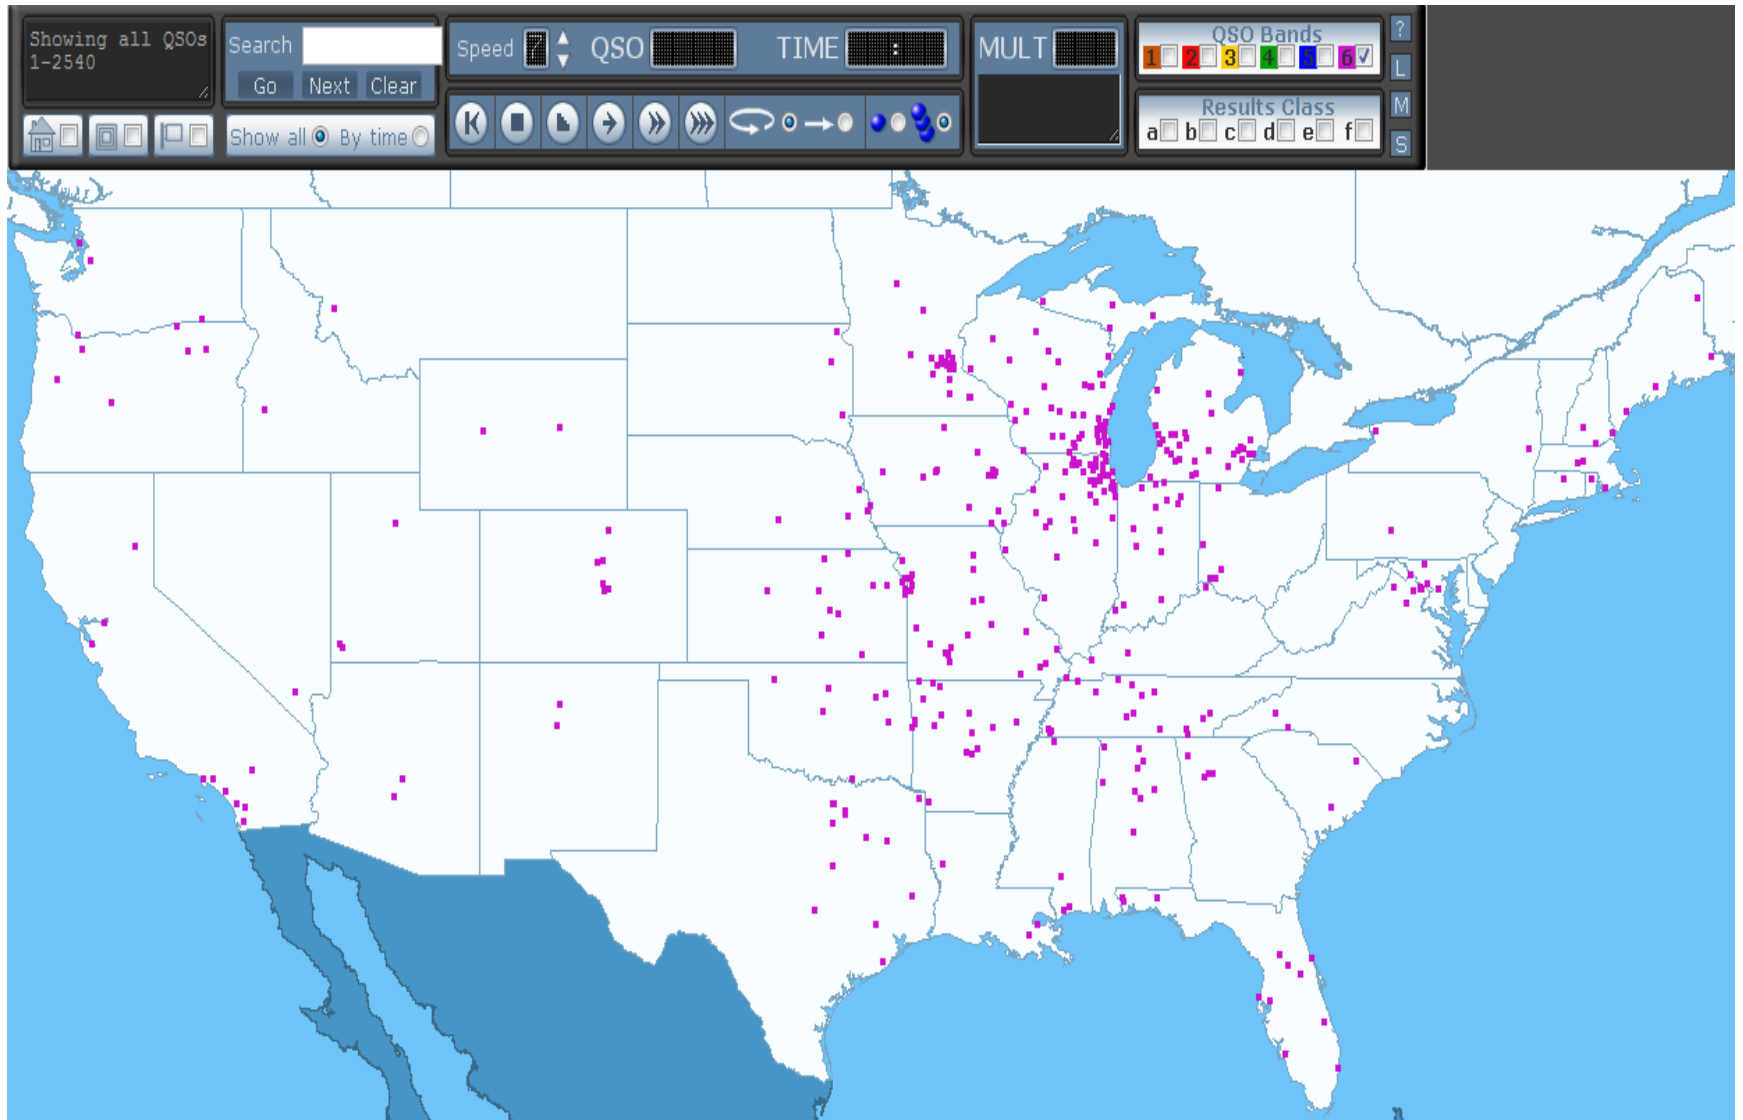 Showing all QSOs
1-2540
Search
Go Next Clear
Show all By time
Speed 7 QSO TIME :
MULT
QSO Bands
1 2 3 4 5 6
Results Class
a b c d e f
?
L
M
S